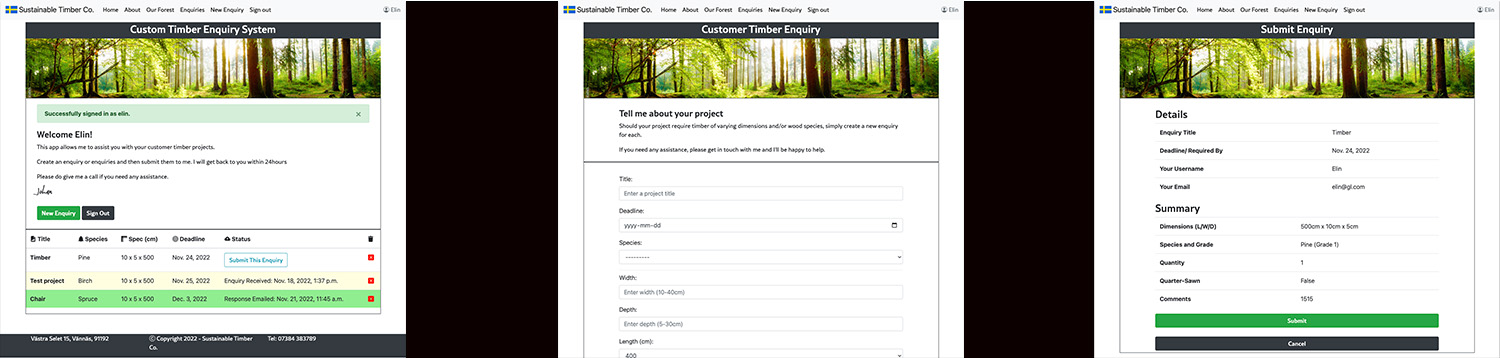 Sustainable Timber Co. Home About Our Forest Enquiries New Enquiry Sign out Elin
Custom Timber Enquiry System
Successfully signed in as elin. ×
Welcome Elin!
This app allows me to assist you with your customer timber projects.
Create an enquiry or enquiries and then submit them to me. I will get back to you within 24hours
Please do give me a call if you need any assistance.
Johan
New Enquiry Sign Out
Title Species Spec (cm) Deadline Status
Timber Pine 10 x 5 x 500 Nov. 24, 2022 Submit This Enquiry
Test project Birch 10 x 5 x 500 Nov. 25, 2022 Enquiry Received: Nov. 18, 2022, 1:37 p.m.
Chair Spruce 10 x 5 x 500 Dec. 3, 2022 Response Emailed: Nov. 21, 2022, 11:45 a.m.
Västra Selet 15, Vännäs, 91192 © Copyright 2022 - Sustainable Timber Tel: 07384 383789
Co.
Sustainable Timber Co. Home About Our Forest Enquiries New Enquiry Sign out Elin
Customer Timber Enquiry
Tell me about your project
Should your project require timber of varying dimensions and/or wood species, simply create a new enquiry
for each.
If you need any assistance, please get in touch with me and I'll be happy to help.
Title:
Enter a project title
Deadline:
yyyy-mm-dd
Species:
---------
Width:
Enter width (10-40cm)
Depth:
Enter depth (5-30cm)
Length (cm):
400
Sustainable Timber Co. Home About Our Forest Enquiries New Enquiry Sign out Elin
Submit Enquiry
Details
Enquiry Title Timber
Deadline/ Required By Nov. 24, 2022
Your Username Elin
Your Email elin@gl.com
Summary
Dimensions (L/W/D) 500cm x 10cm x 5cm
Species and Grade Pine (Grade 1)
Quantity 1
Quarter-Sawn False
Comments 1515
Submit
Cancel